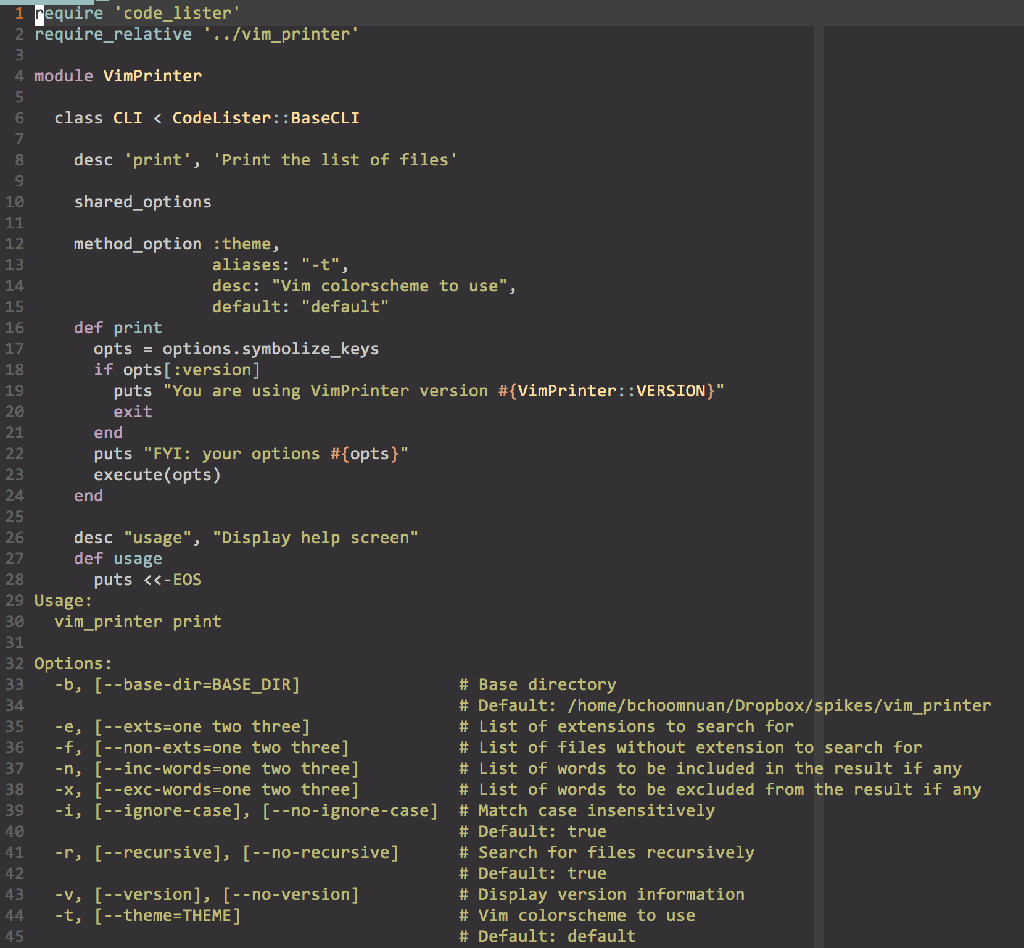 1 require 'code_lister'
2 require_relative '../vim_printer'
3
4 module VimPrinter
5
6   class CLI < CodeLister::BaseCLI
7
8     desc 'print', 'Print the list of files'
9
10     shared_options
11
12     method_option :theme,
13                   aliases: "-t",
14                   desc: "Vim colorscheme to use",
15                   default: "default"
16     def print
17       opts = options.symbolize_keys
18       if opts[:version]
19         puts "You are using VimPrinter version #{VimPrinter::VERSION}"
20         exit
21       end
22       puts "FYI: your options #{opts}"
23       execute(opts)
24     end
25
26     desc "usage", "Display help screen"
27     def usage
28       puts <<-EOS
29 Usage:
30   vim_printer print
31
32 Options:
33   -b, [--base-dir=BASE_DIR]                # Base directory
34                                            # Default: /home/bchoomnuan/Dropbox/spikes/vim_printer
35   -e, [--exts=one two three]               # List of extensions to search for
36   -f, [--non-exts=one two three]           # List of files without extension to search for
37   -n, [--inc-words=one two three]          # List of words to be included in the result if any
38   -x, [--exc-words=one two three]          # List of words to be excluded from the result if any
39   -i, [--ignore-case], [--no-ignore-case]  # Match case insensitively
40                                            # Default: true
41   -r, [--recursive], [--no-recursive]      # Search for files recursively
42                                            # Default: true
43   -v, [--version], [--no-version]          # Display version information
44   -t, [--theme=THEME]                      # Vim colorscheme to use
45                                            # Default: default